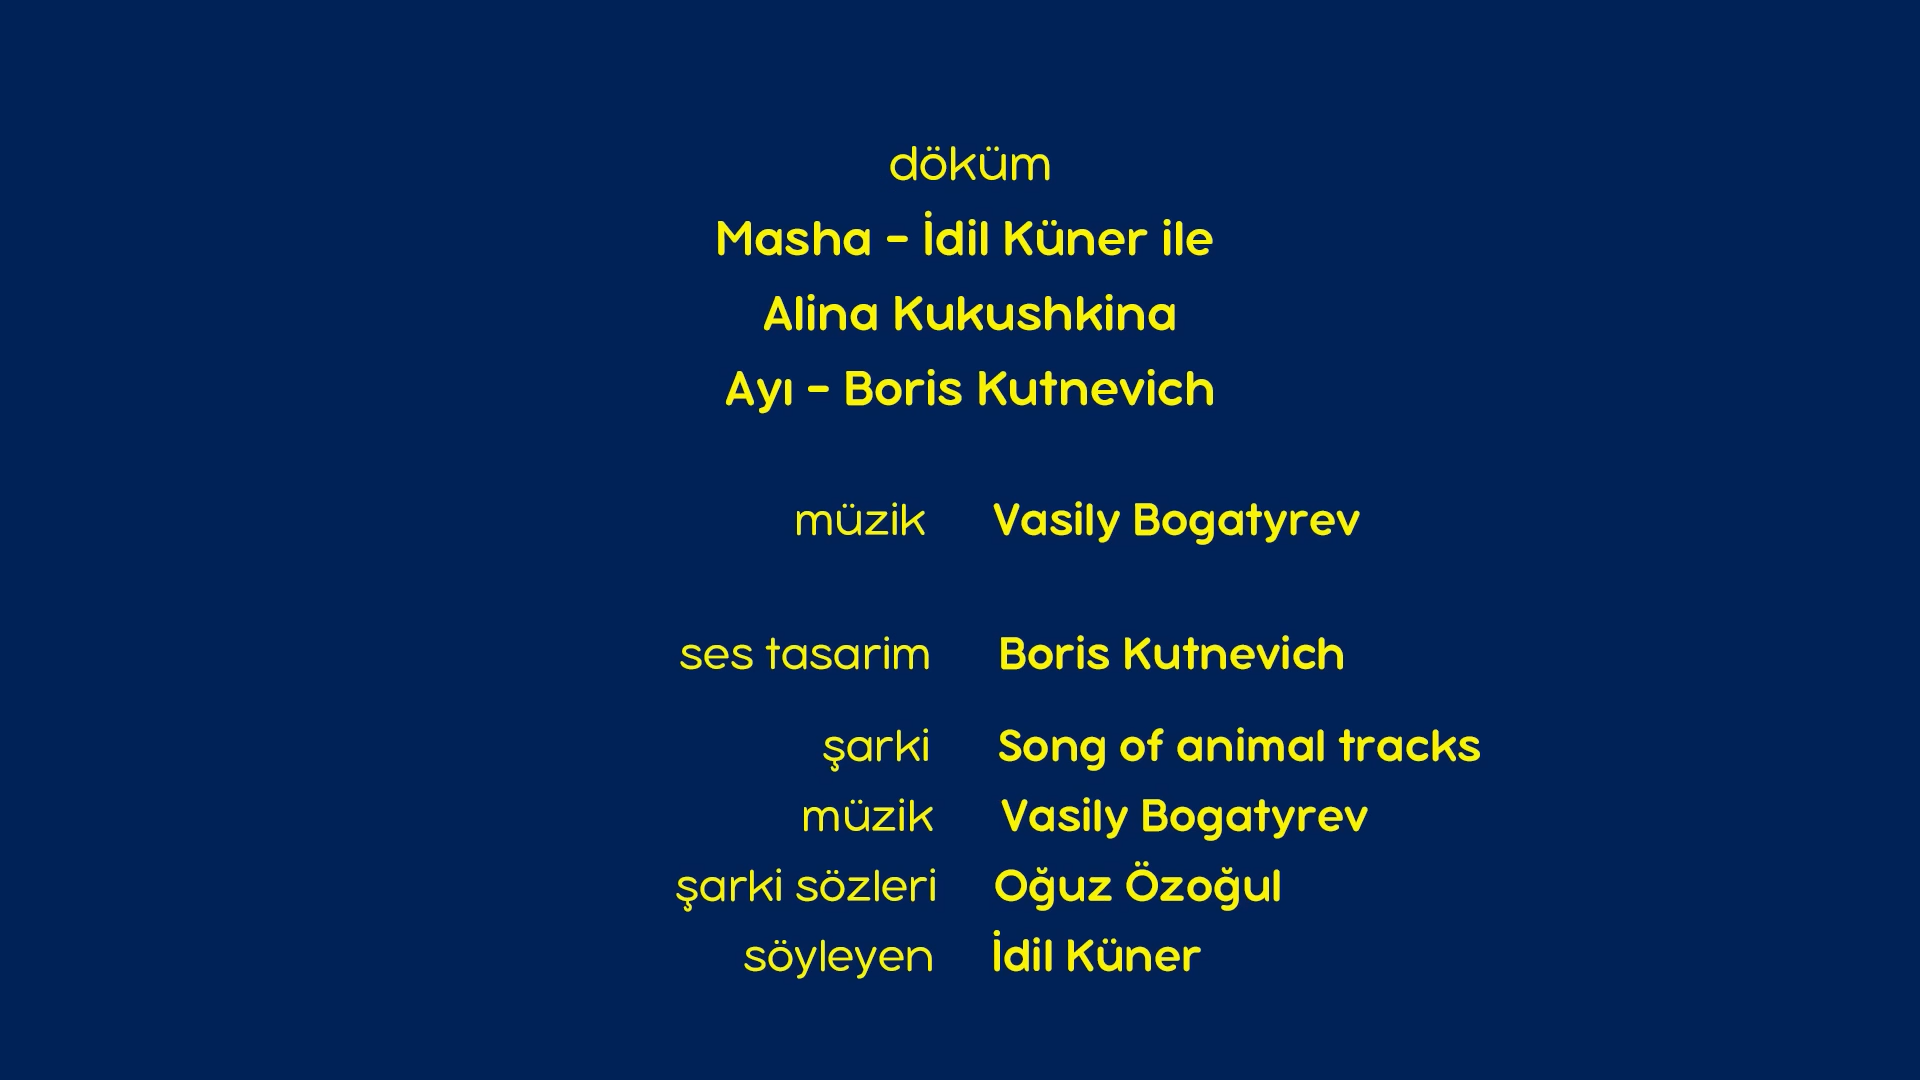 döküm
Masha - İdil Küner ile
Alina Kukushkina
Ayı - Boris Kutnevich
müzik Vasily Bogatyrev
ses tasarim Boris Kutnevich
şarki Song of animal tracks
müzik Vasily Bogatyrev
şarki sözleri Oğuz Özoğul
söyleyen İdil Küner